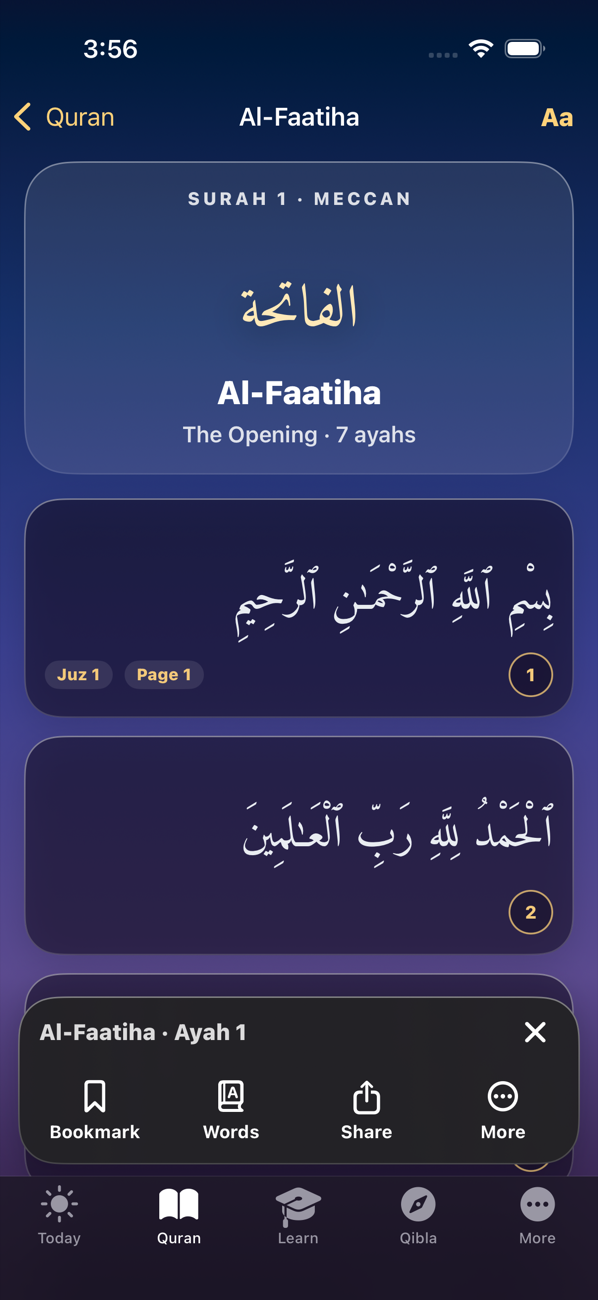 3:56
Quran
Al-Faatiha
Aa
SURAH 1 · MECCAN
الفاتحة
Al-Faatiha
The Opening · 7 ayahs
بِسْمِ ٱللَّهِ ٱلرَّحْمَـٰنِ ٱلرَّحِيمِ
Juz 1
Page 1
1
ٱلْحَمْدُ لِلَّهِ رَبِّ ٱلْعَـٰلَمِينَ
2
Al-Faatiha · Ayah 1
Bookmark
Words
Share
More
Today
Quran
Learn
Qibla
More